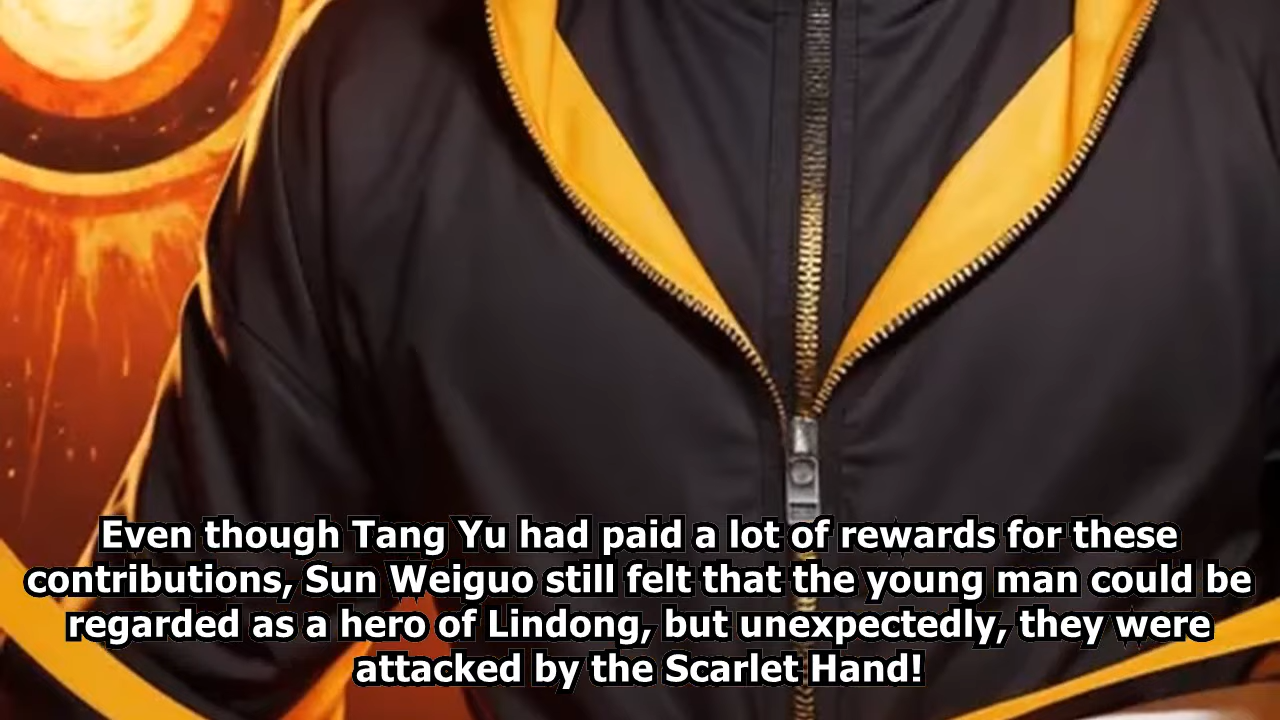 Even though Tang Yu had paid a lot of rewards for these
contributions, Sun Weiguo still felt that the young man could be
regarded as a hero of Lindong, but unexpectedly, they were
attacked by the Scarlet Hand!